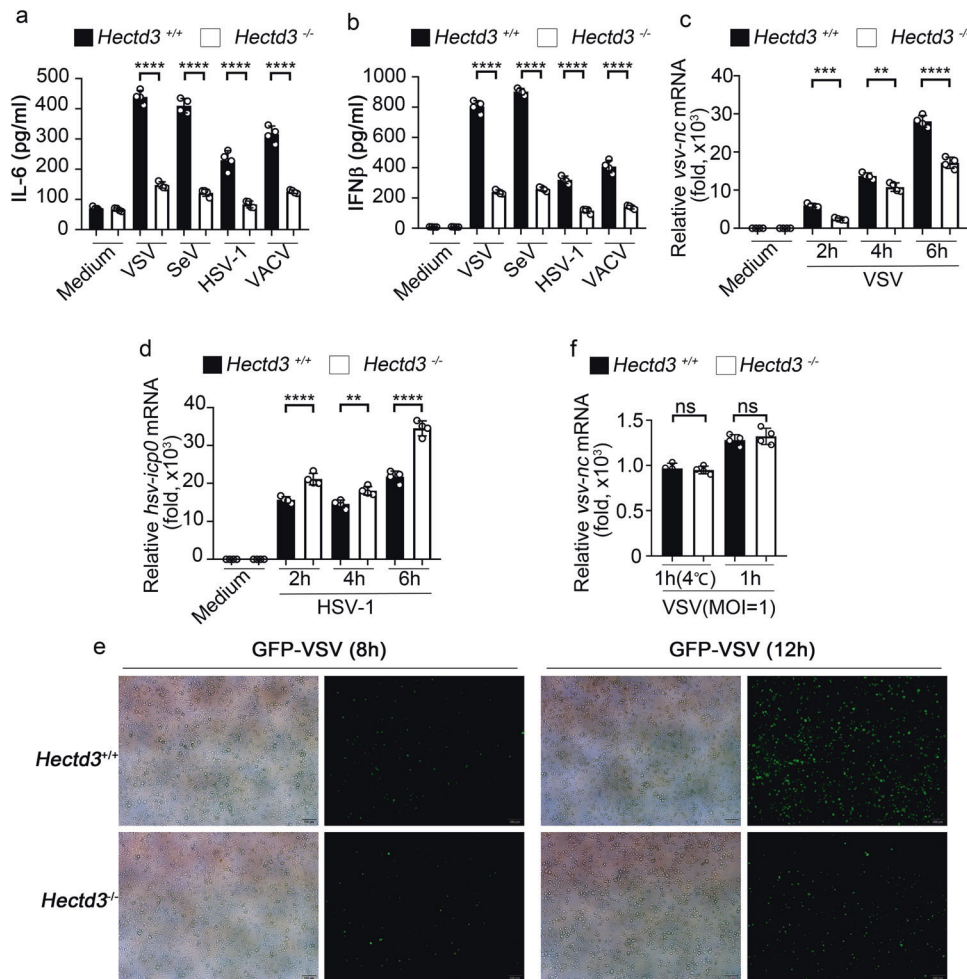 a
Hectd3 +/+ Hectd3 -/-
IL-6 (pg/ml)
500
400
300
200
100
0
**** **** **** ****
Medium VSV SeV HSV-1 VACV
b
Hectd3 +/+ Hectd3 -/-
IFNβ (pg/ml)
1000
800
600
400
200
0
**** **** **** ****
Medium VSV SeV HSV-1 VACV
c
Hectd3 +/+ Hectd3 -/-
Relative vsv-nc mRNA
(fold, x10³)
40
30
20
10
0
*** ** ****
Medium 2h 4h 6h
VSV
d
Hectd3 +/+ Hectd3 -/-
Relative hsv-icp0 mRNA
(fold, x10³)
40
30
20
10
0
**** ** ****
Medium 2h 4h 6h
HSV-1
f
Hectd3 +/+ Hectd3 -/-
Relative vsv-nc mRNA
(fold, x10³)
1.5
1.0
0.5
0
ns ns
1h(4℃) 1h
VSV(MOI=1)
e
GFP-VSV (8h) GFP-VSV (12h)
Hectd3+/+
Hectd3-/-